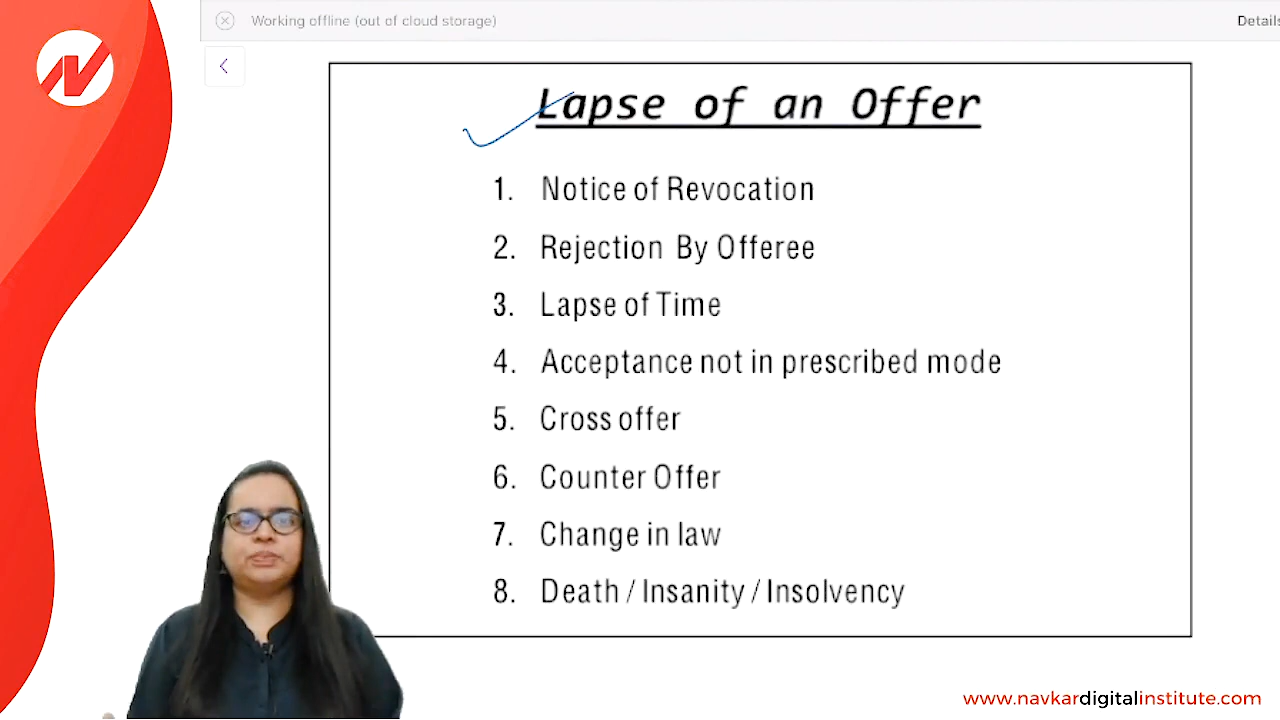 Working offline (out of cloud storage)
Details
Lapse of an Offer
1. Notice of Revocation
2. Rejection By Offeree
3. Lapse of Time
4. Acceptance not in prescribed mode
5. Cross offer
6. Counter Offer
7. Change in law
8. Death / Insanity / Insolvency
www.navkardigitalinstitute.com